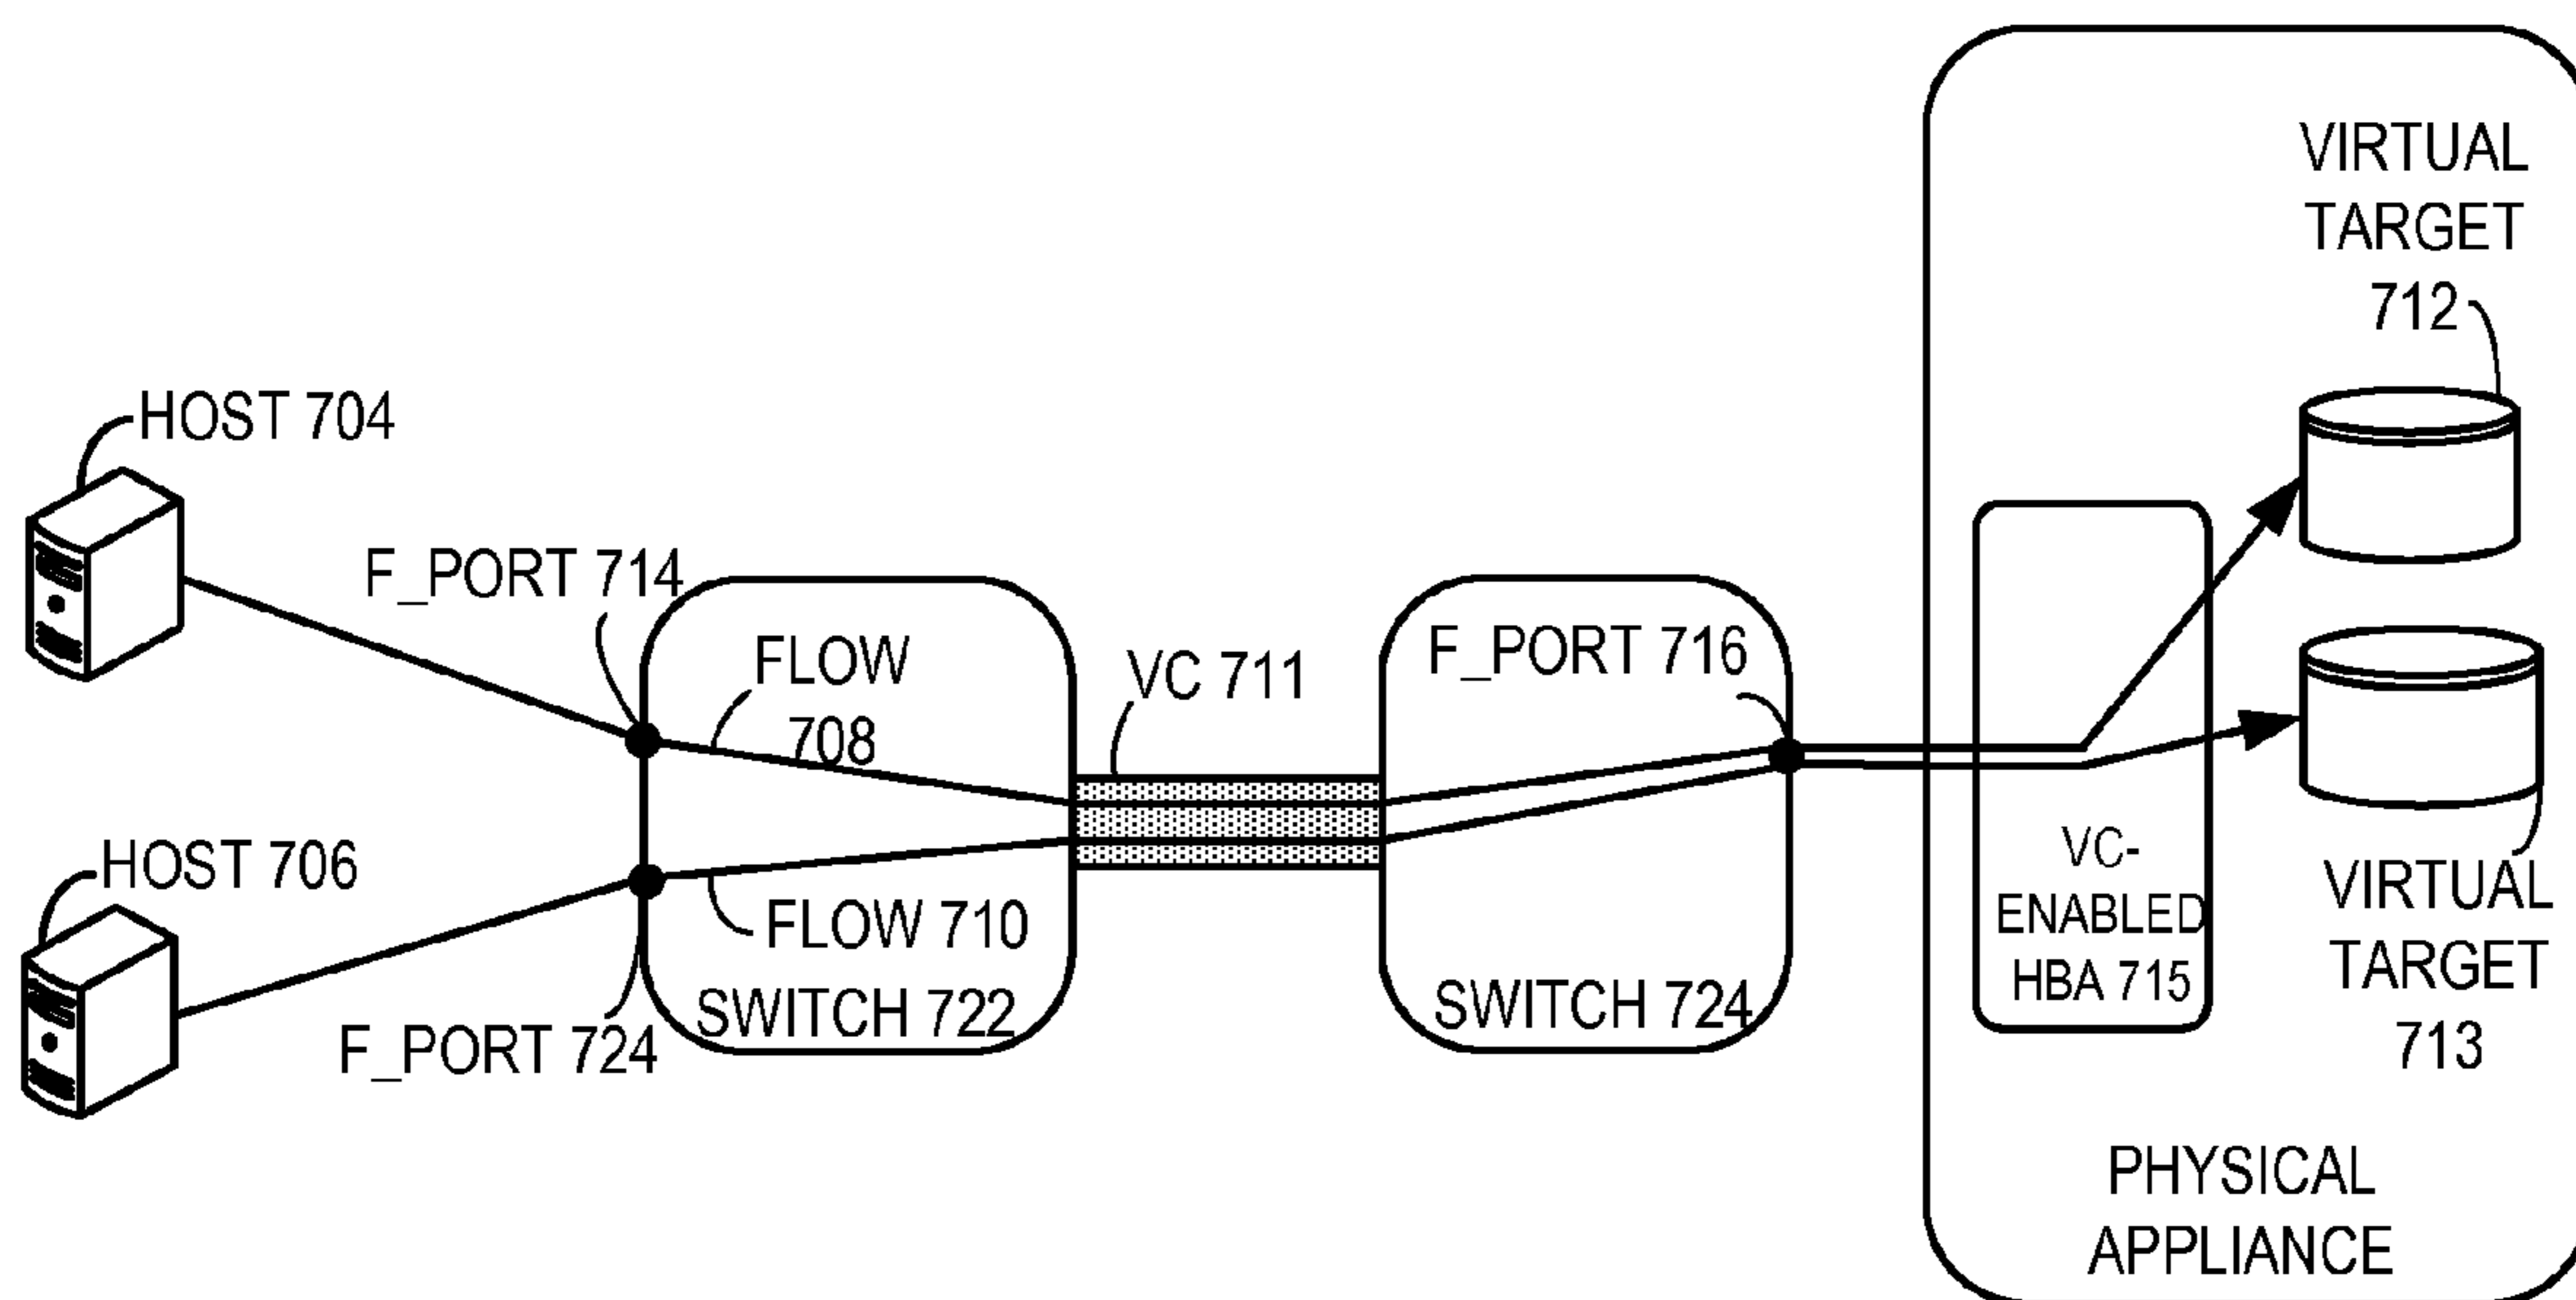 VIRTUAL
TARGET
712
HOST 704
F_PORT 714
FLOW
708
VC 711
F_PORT 716
HOST 706
FLOW 710
SWITCH 722
F_PORT 724
SWITCH 724
VC-
ENABLED
HBA 715
VIRTUAL
TARGET
713
PHYSICAL
APPLIANCE